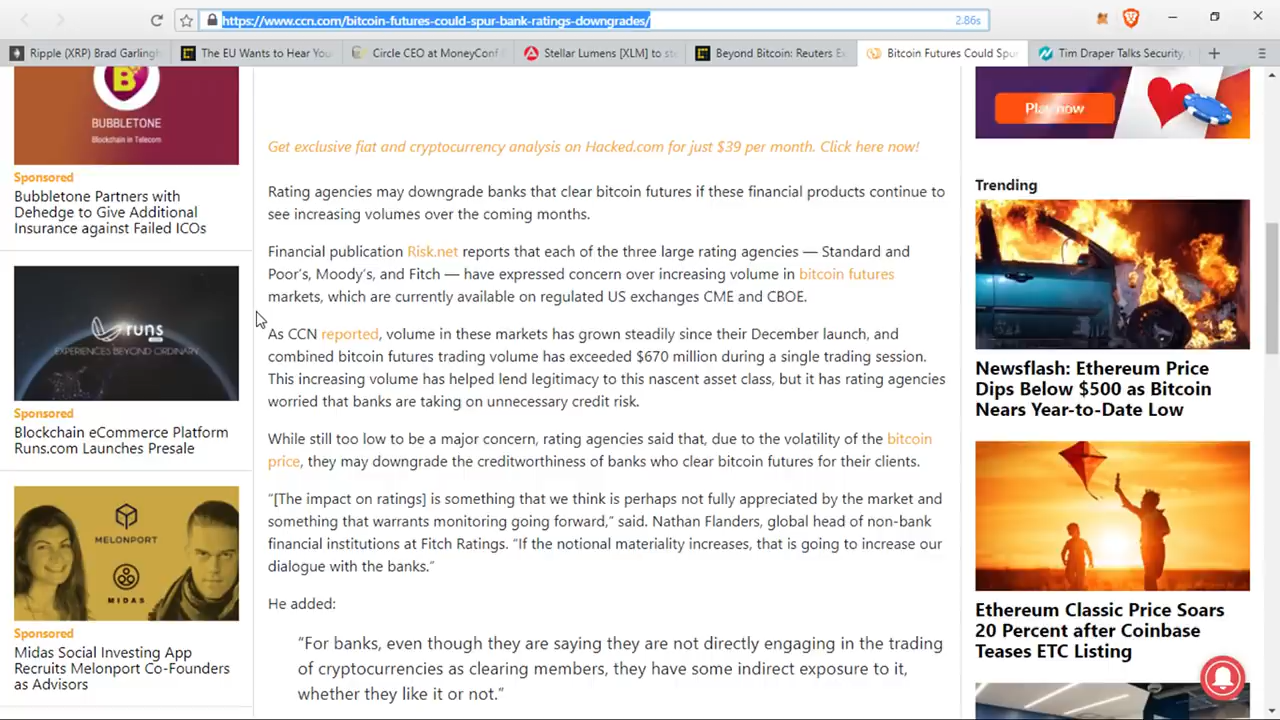 https://www.ccn.com/bitcoin-futures-could-spur-bank-ratings-downgrades/
2.86s
Ripple (XRP) Brad Garlingh
The EU Wants to Hear You
Circle CEO at MoneyConf
Stellar Lumens [XLM] to s
Beyond Bitcoin: Reuters E
Bitcoin Futures Could Spur
Tim Draper Talks Security,
BUBBLETONE
Blockchain in Telecom
Sponsored
Bubbletone Partners with
Dehedge to Give Additional
Insurance against Failed ICOs
runs
EXPERIENCES BEYOND ORDINARY
Sponsored
Blockchain eCommerce Platform
Runs.com Launches Presale
MELONPORT
MIDAS
Sponsored
Midas Social Investing App
Recruits Melonport Co-Founders
as Advisors
Get exclusive fiat and cryptocurrency analysis on Hacked.com for just $39 per month. Click here now!
Rating agencies may downgrade banks that clear bitcoin futures if these financial products continue to
see increasing volumes over the coming months.
Financial publication Risk.net reports that each of the three large rating agencies — Standard and
Poor's, Moody's, and Fitch — have expressed concern over increasing volume in bitcoin futures
markets, which are currently available on regulated US exchanges CME and CBOE.
As CCN reported, volume in these markets has grown steadily since their December launch, and
combined bitcoin futures trading volume has exceeded $670 million during a single trading session.
This increasing volume has helped lend legitimacy to this nascent asset class, but it has rating agencies
worried that banks are taking on unnecessary credit risk.
While still too low to be a major concern, rating agencies said that, due to the volatility of the bitcoin
price, they may downgrade the creditworthiness of banks who clear bitcoin futures for their clients.
“[The impact on ratings] is something that we think is perhaps not fully appreciated by the market and
something that warrants monitoring going forward,” said. Nathan Flanders, global head of non-bank
financial institutions at Fitch Ratings. “If the notional materiality increases, that is going to increase our
dialogue with the banks.”
He added:
“For banks, even though they are saying they are not directly engaging in the trading
of cryptocurrencies as clearing members, they have some indirect exposure to it,
whether they like it or not.”
Play now
Trending
Newsflash: Ethereum Price
Dips Below $500 as Bitcoin
Nears Year-to-Date Low
Ethereum Classic Price Soars
20 Percent after Coinbase
Teases ETC Listing